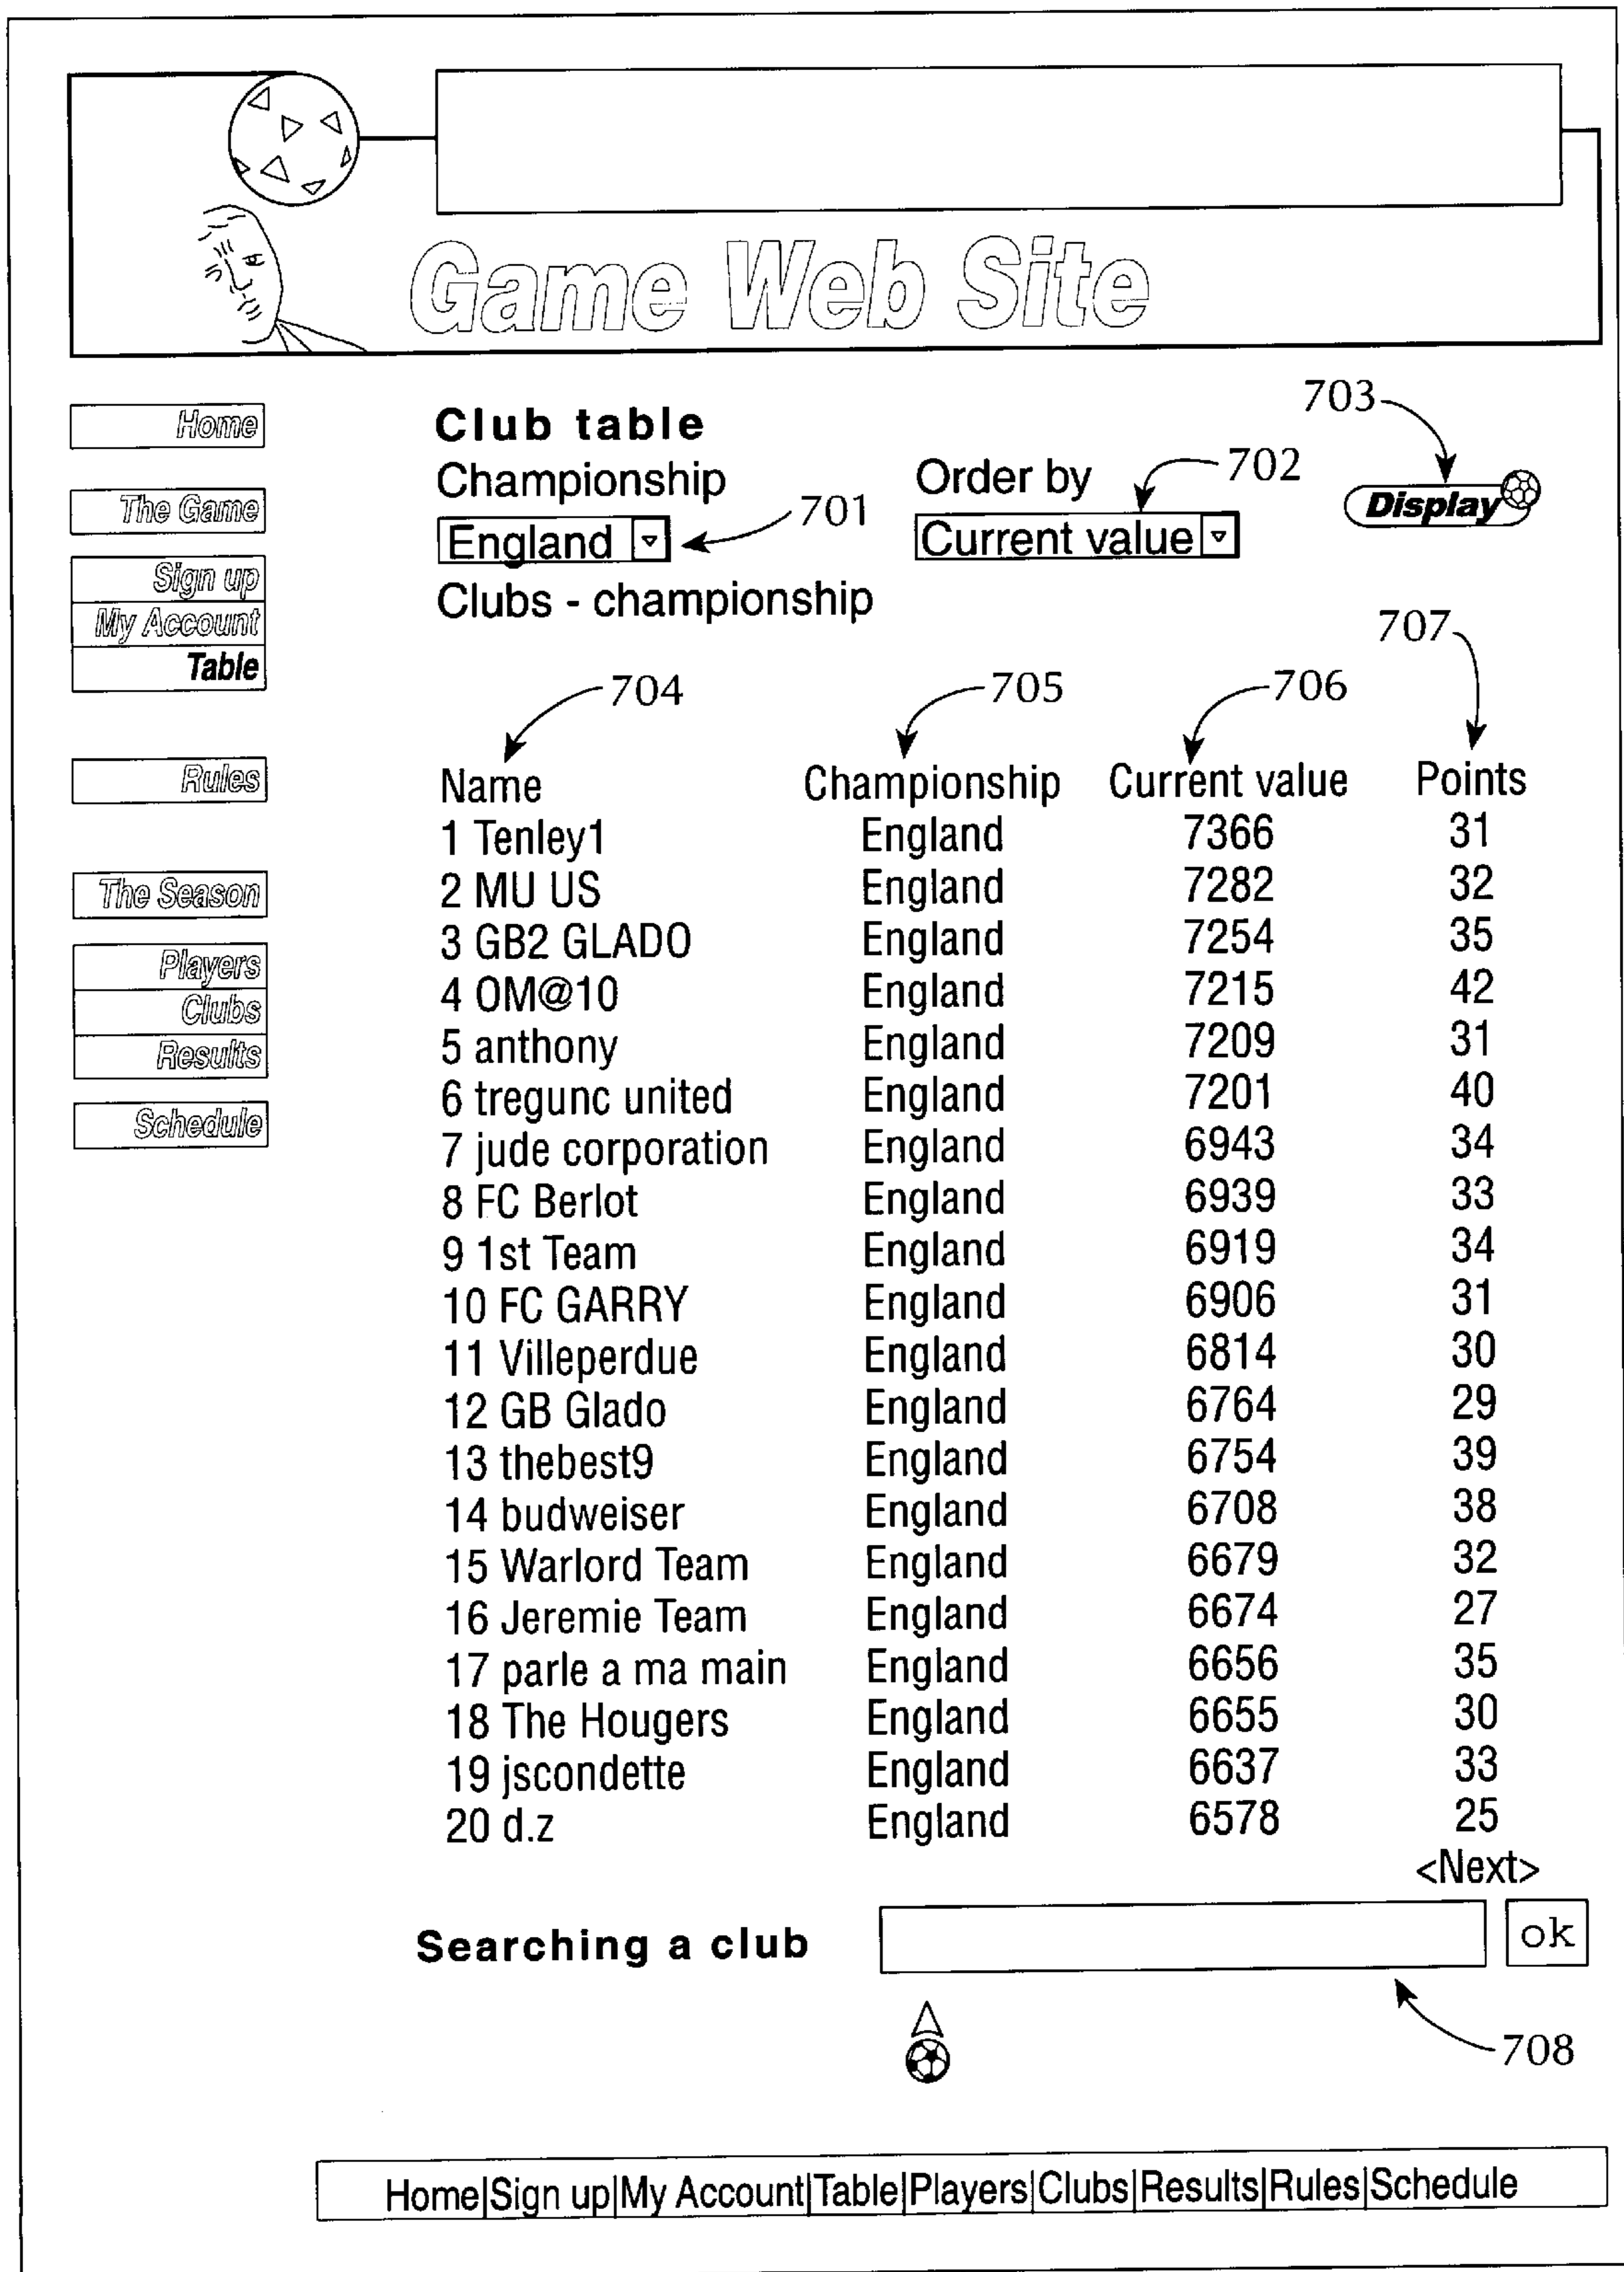 Game Web Site
Home
The Game
Sign up
My Account
Table
Rules
The Season
Players
Clubs
Results
Schedule
Club table
703
Championship
Order by
702
Display
England
701
Current value
Clubs - championship
707
704
705
706
Name Championship Current value Points
1 Tenley1 England 7366 31
2 MU US England 7282 32
3 GB2 GLADO England 7254 35
4 OM@10 England 7215 42
5 anthony England 7209 31
6 tregunc united England 7201 40
7 jude corporation England 6943 34
8 FC Berlot England 6939 33
9 1st Team England 6919 34
10 FC GARRY England 6906 31
11 Villeperdue England 6814 30
12 GB Glado England 6764 29
13 thebest9 England 6754 39
14 budweiser England 6708 38
15 Warlord Team England 6679 32
16 Jeremie Team England 6674 27
17 parle a ma main England 6656 35
18 The Hougers England 6655 30
19 jscondette England 6637 33
20 d.z England 6578 25
<Next>
Searching a club ok
708
Home|Sign up|My Account|Table|Players|Clubs|Results|Rules|Schedule